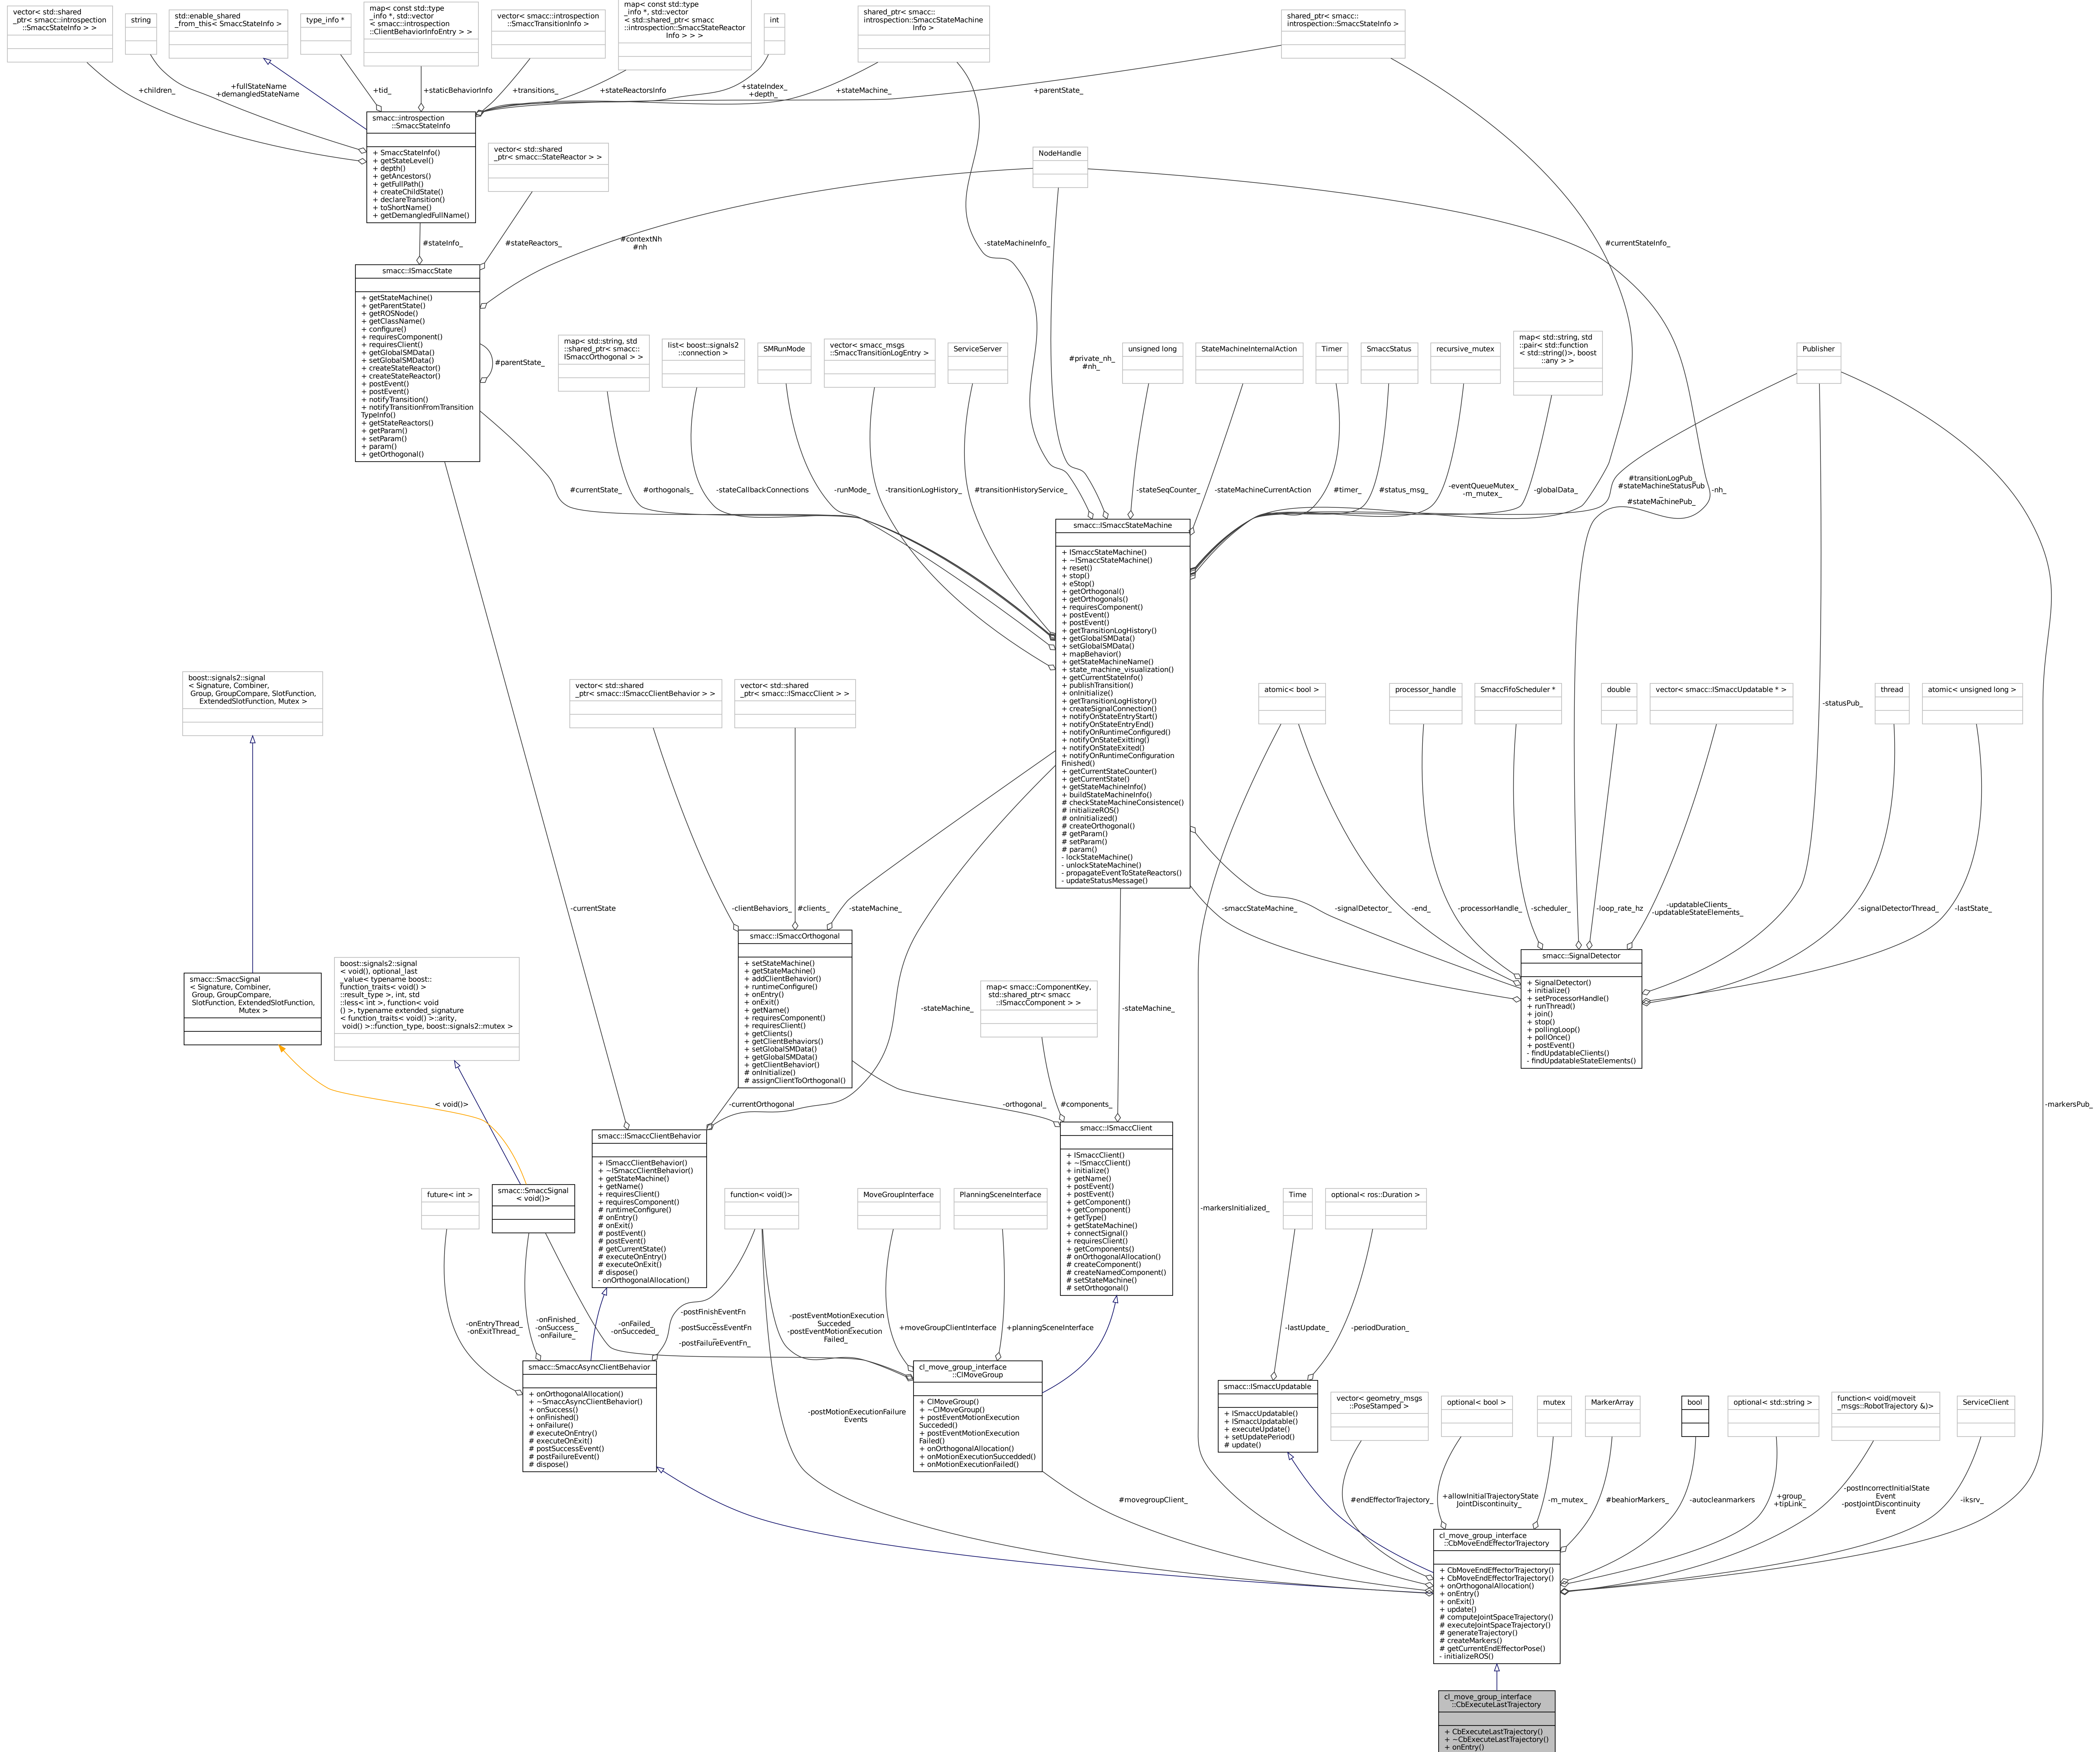 vector< std::shared
_ptr< smacc::introspection
::SmaccStateInfo > >
string
std::enable_shared
_from_this< SmaccStateInfo >
type_info *
map< const std::type
_info *, std::vector
< smacc::introspection
::ClientBehaviorInfoEntry > >
vector< smacc::introspection
::SmaccTransitionInfo >
map< const std::type
_info *, std::vector
< std::shared_ptr< smacc
::introspection::SmaccStateReactor
Info > > >
int
shared_ptr< smacc::
introspection::SmaccStateMachine
Info >
shared_ptr< smacc::
introspection::SmaccStateInfo >
+children_
+fullStateName
+demangledStateName
+tid_
+staticBehaviorInfo
+transitions_
+stateReactorsInfo
+stateIndex_
+depth_
+stateMachine_
+parentState_
smacc::introspection
::SmaccStateInfo
+ SmaccStateInfo()
+ getStateLevel()
+ depth()
+ getAncestors()
+ getFullPath()
+ createChildState()
+ declareTransition()
+ toShortName()
+ getDemangledFullName()
vector< std::shared
_ptr< smacc::StateReactor > >
NodeHandle
#stateInfo_
#stateReactors_
#contextNh
#nh
-stateMachineInfo_
#currentStateInfo_
smacc::ISmaccState
+ getStateMachine()
+ getParentState()
+ getROSNode()
+ getClassName()
+ configure()
+ requiresComponent()
+ requiresClient()
+ getGlobalSMData()
+ setGlobalSMData()
+ createStateReactor()
+ createStateReactor()
+ postEvent()
+ postEvent()
+ notifyTransition()
+ notifyTransitionFromTransition
TypeInfo()
+ getStateReactors()
+ getParam()
+ setParam()
+ param()
+ getOrthogonal()
#parentState_
map< std::string, std
::shared_ptr< smacc::
ISmaccOrthogonal > >
list< boost::signals2
::connection >
SMRunMode
vector< smacc_msgs
::SmaccTransitionLogEntry >
ServiceServer
#private_nh_
#nh_
unsigned long
StateMachineInternalAction
Timer
SmaccStatus
recursive_mutex
map< std::string, std
::pair< std::function
< std::string()>, boost
::any > >
Publisher
#currentState_
#orthogonals_
-stateCallbackConnections
-runMode_
-transitionLogHistory_
#transitionHistoryService_
-stateSeqCounter_
-stateMachineCurrentAction
#timer_
#status_msg_
-eventQueueMutex_
-m_mutex_
-globalData_
#transitionLogPub_
#stateMachineStatusPub
_
#stateMachinePub_
-nh_
smacc::ISmaccStateMachine
+ ISmaccStateMachine()
+ ~ISmaccStateMachine()
+ reset()
+ stop()
+ eStop()
+ getOrthogonal()
+ getOrthogonals()
+ requiresComponent()
+ postEvent()
+ postEvent()
+ getTransitionLogHistory()
+ getGlobalSMData()
+ setGlobalSMData()
+ mapBehavior()
+ getStateMachineName()
+ state_machine_visualization()
+ getCurrentStateInfo()
+ publishTransition()
+ onInitialize()
+ getTransitionLogHistory()
+ createSignalConnection()
+ notifyOnStateEntryStart()
+ notifyOnStateEntryEnd()
+ notifyOnRuntimeConfigured()
+ notifyOnStateExitting()
+ notifyOnStateExited()
+ notifyOnRuntimeConfiguration
Finished()
+ getCurrentStateCounter()
+ getCurrentState()
+ getStateMachineInfo()
+ buildStateMachineInfo()
# checkStateMachineConsistence()
# initializeROS()
# onInitialized()
# createOrthogonal()
# getParam()
# setParam()
# param()
- lockStateMachine()
- unlockStateMachine()
- propagateEventToStateReactors()
- updateStatusMessage()
boost::signals2::signal
< Signature, Combiner,
Group, GroupCompare, SlotFunction,
ExtendedSlotFunction, Mutex >
vector< std::shared
_ptr< smacc::ISmaccClientBehavior > >
vector< std::shared
_ptr< smacc::ISmaccClient > >
atomic< bool >
processor_handle
SmaccFifoScheduler *
double
vector< smacc::ISmaccUpdatable * >
-statusPub_
thread
atomic< unsigned long >
-currentState
-clientBehaviors_
#clients_
-stateMachine_
-smaccStateMachine_
-signalDetector_
-end_
-processorHandle_
-scheduler_
-loop_rate_hz
-updatableClients_
-updatableStateElements_
-signalDetectorThread_
-lastState_
smacc::SmaccSignal
< Signature, Combiner,
Group, GroupCompare,
SlotFunction, ExtendedSlotFunction,
Mutex >
boost::signals2::signal
< void(), optional_last
_value< typename boost::
function_traits< void() >
::result_type >, int, std
::less< int >, function< void
() >, typename extended_signature
< function_traits< void() >::arity,
void() >::function_type, boost::signals2::mutex >
smacc::ISmaccOrthogonal
+ setStateMachine()
+ getStateMachine()
+ addClientBehavior()
+ runtimeConfigure()
+ onEntry()
+ onExit()
+ getName()
+ requiresComponent()
+ requiresClient()
+ getClients()
+ getClientBehaviors()
+ setGlobalSMData()
+ getGlobalSMData()
+ getClientBehavior()
# onInitialize()
# assignClientToOrthogonal()
-stateMachine_
map< smacc::ComponentKey,
std::shared_ptr< smacc
::ISmaccComponent > >
-stateMachine_
smacc::SignalDetector
+ SignalDetector()
+ initialize()
+ setProcessorHandle()
+ runThread()
+ join()
+ stop()
+ pollingLoop()
+ pollOnce()
+ postEvent()
- findUpdatableClients()
- findUpdatableStateElements()
< void()>
-currentOrthogonal
-orthogonal_
#components_
-markersPub_
smacc::ISmaccClientBehavior
+ ISmaccClientBehavior()
+ ~ISmaccClientBehavior()
+ getStateMachine()
+ getName()
+ requiresClient()
+ requiresComponent()
# runtimeConfigure()
# onEntry()
# onExit()
# postEvent()
# postEvent()
# getCurrentState()
# executeOnEntry()
# executeOnExit()
# dispose()
- onOrthogonalAllocation()
smacc::ISmaccClient
+ ISmaccClient()
+ ~ISmaccClient()
+ initialize()
+ getName()
+ postEvent()
+ postEvent()
+ getComponent()
+ getComponent()
+ getType()
+ getStateMachine()
+ connectSignal()
+ requiresClient()
+ getComponents()
# onOrthogonalAllocation()
# createComponent()
# createNamedComponent()
# setStateMachine()
# setOrthogonal()
future< int >
smacc::SmaccSignal
< void()>
function< void()>
MoveGroupInterface
PlanningSceneInterface
-markersInitialized_
Time
optional< ros::Duration >
-onEntryThread_
-onExitThread_
-onFinished_
-onSuccess_
-onFailure_
-onFailed_
-onSucceded_
-postFinishEventFn
_
-postSuccessEventFn
_
-postFailureEventFn_
-postEventMotionExecution
Succeded_
-postEventMotionExecution
Failed_
+moveGroupClientInterface
+planningSceneInterface
-lastUpdate_
-periodDuration_
smacc::SmaccAsyncClientBehavior
+ onOrthogonalAllocation()
+ ~SmaccAsyncClientBehavior()
+ onSuccess()
+ onFinished()
+ onFailure()
# executeOnEntry()
# executeOnExit()
# postSuccessEvent()
# postFailureEvent()
# dispose()
-postMotionExecutionFailure
Events
cl_move_group_interface
::ClMoveGroup
+ ClMoveGroup()
+ ~ClMoveGroup()
+ postEventMotionExecution
Succeded()
+ postEventMotionExecution
Failed()
+ onOrthogonalAllocation()
+ onMotionExecutionSuccedded()
+ onMotionExecutionFailed()
smacc::ISmaccUpdatable
+ ISmaccUpdatable()
+ ISmaccUpdatable()
+ executeUpdate()
+ setUpdatePeriod()
# update()
vector< geometry_msgs
::PoseStamped >
optional< bool >
mutex
MarkerArray
bool
optional< std::string >
function< void(moveit
_msgs::RobotTrajectory &)>
ServiceClient
#movegroupClient_
#endEffectorTrajectory_
+allowInitialTrajectoryState
JointDiscontinuity_
-m_mutex_
#beahiorMarkers_
-autocleanmarkers
+group_
+tipLink_
-postIncorrectInitialState
Event
-postJointDiscontinuity
Event
-iksrv_
cl_move_group_interface
::CbMoveEndEffectorTrajectory
+ CbMoveEndEffectorTrajectory()
+ CbMoveEndEffectorTrajectory()
+ onOrthogonalAllocation()
+ onEntry()
+ onExit()
+ update()
# computeJointSpaceTrajectory()
# executeJointSpaceTrajectory()
# generateTrajectory()
# createMarkers()
# getCurrentEndEffectorPose()
- initializeROS()
cl_move_group_interface
::CbExecuteLastTrajectory
+ CbExecuteLastTrajectory()
+ ~CbExecuteLastTrajectory()
+ onEntry()